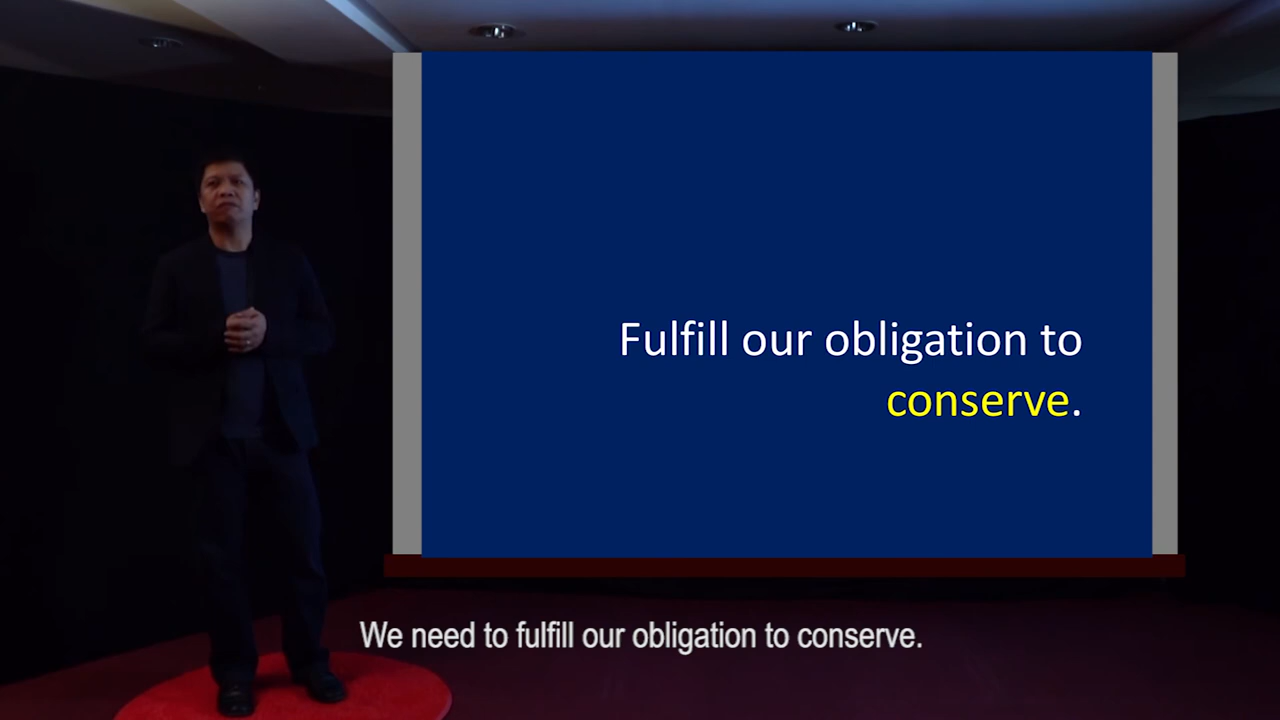 Fulfill our obligation to
conserve.
We need to fulfill our obligation to conserve.